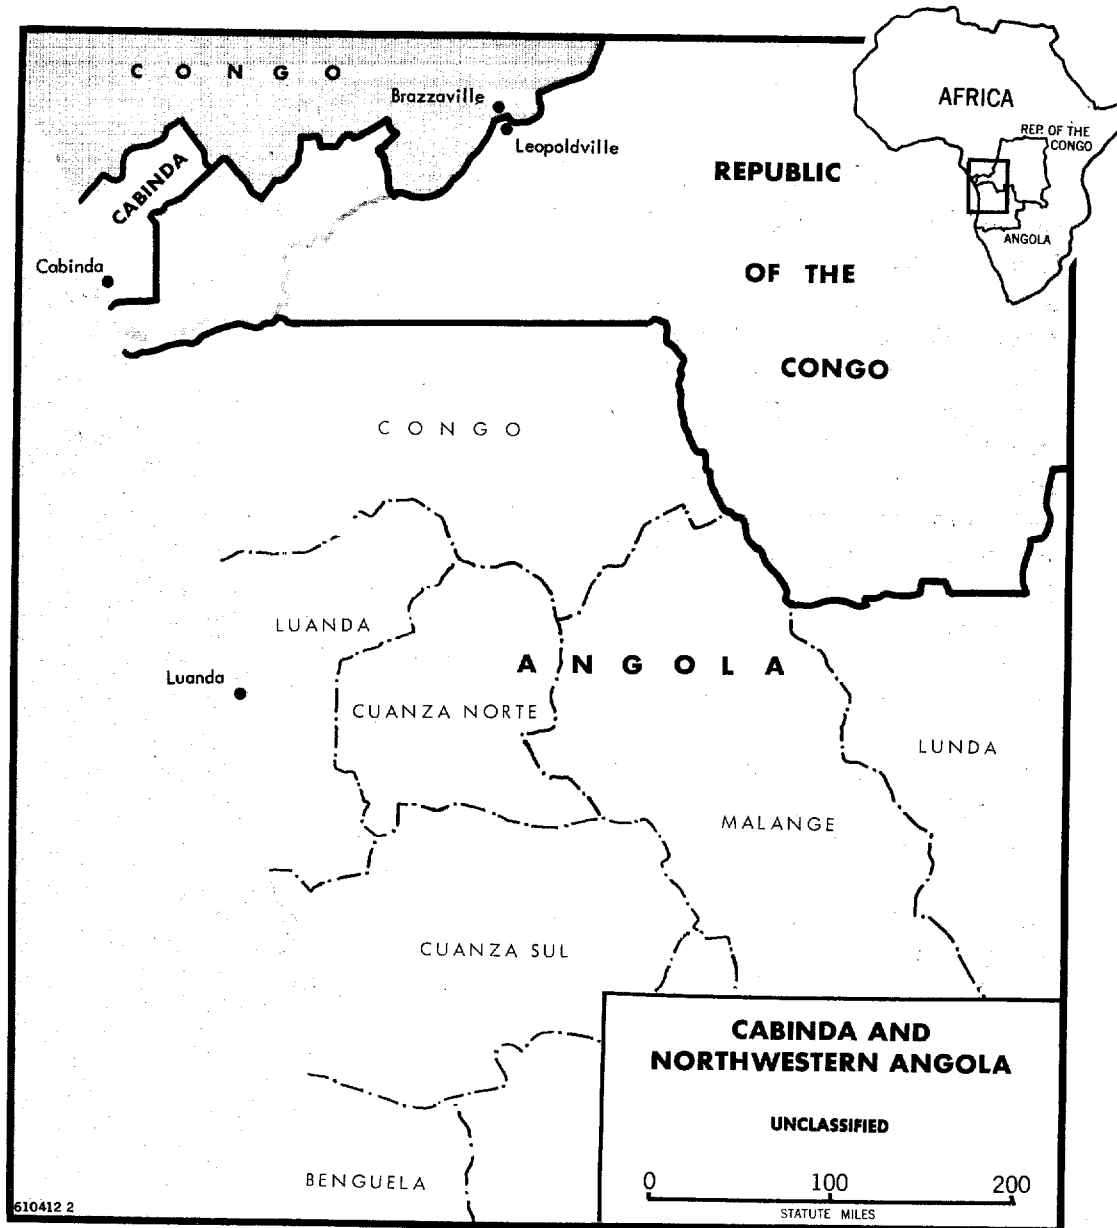 CONGO
Brazzaville
Leopoldville
CABINDA
Cabinda
REPUBLIC
OF THE
CONGO
AFRICA
REP. OF THE
CONGO
ANGOLA
CONGO
LUANDA
Luanda
ANGOLA
CUANZA NORTE
LUNDA
MALANGE
CUANZA SUL
BENGUELA
CABINDA AND
NORTHWESTERN ANGOLA
UNCLASSIFIED
0 100 200
STATUTE MILES
610412 2